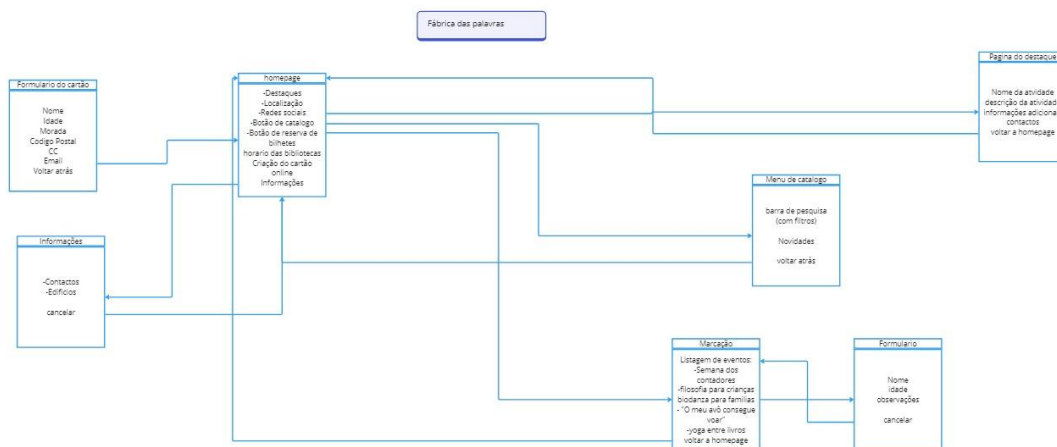 Fábrica das palavras
Formulario do cartão
Nome
Idade
Morada
Codigo Postal
CC
Email
Voltar atrás
homepage
-Destaques
-Localização
-Redes sociais
-Botão de catalogo
-Botão de reserva de
bilhetes
horario das bibliotecas
Criação do cartão
online
Informações
Pagina do destaque
Nome da atvidade
descrição da atividad
informações adiciona
contactos
voltar a homepage
Menu de catalogo
barra de pesquisa
(com filtros)
Novidades
voltar atrás
Informações
-Contactos
-Edificios
cancelar
Marcação
Listagem de eventos:
-Semana dos
contadores
-filosofia para crianças
biodanza para familias
- "O meu avô consegue
voar"
-yoga entre livros
voltar a homepage
Formulario
Nome
idade
observações
cancelar